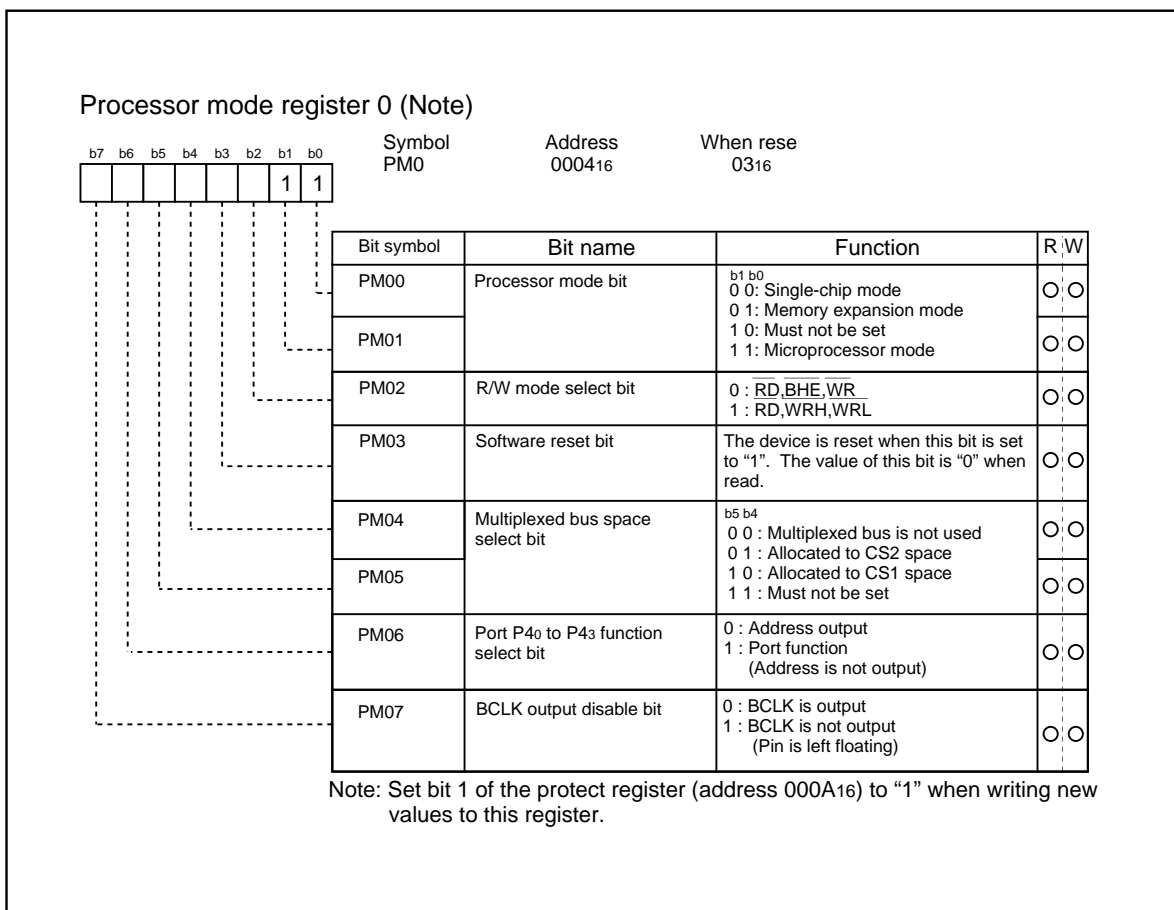 Processor mode register 0 (Note)
Symbol Address When rese
PM0 000416 0316
b7 b6 b5 b4 b3 b2 b1 b0
1 1
Bit symbol Bit name Function R W
PM00 Processor mode bit b1 b0
0 0: Single-chip mode
0 1: Memory expansion mode
1 0: Must not be set
PM01 1 1: Microprocessor mode
PM02 R/W mode select bit 0 : RD,BHE,WR
1 : RD,WRH,WRL
PM03 Software reset bit The device is reset when this bit is set
to “1”. The value of this bit is “0” when
read.
PM04 Multiplexed bus space b5 b4
select bit 0 0 : Multiplexed bus is not used
0 1 : Allocated to CS2 space
PM05 1 0 : Allocated to CS1 space
1 1 : Must not be set
PM06 Port P40 to P43 function 0 : Address output
select bit 1 : Port function
(Address is not output)
PM07 BCLK output disable bit 0 : BCLK is output
1 : BCLK is not output
(Pin is left floating)
Note: Set bit 1 of the protect register (address 000A16) to “1” when writing new
values to this register.